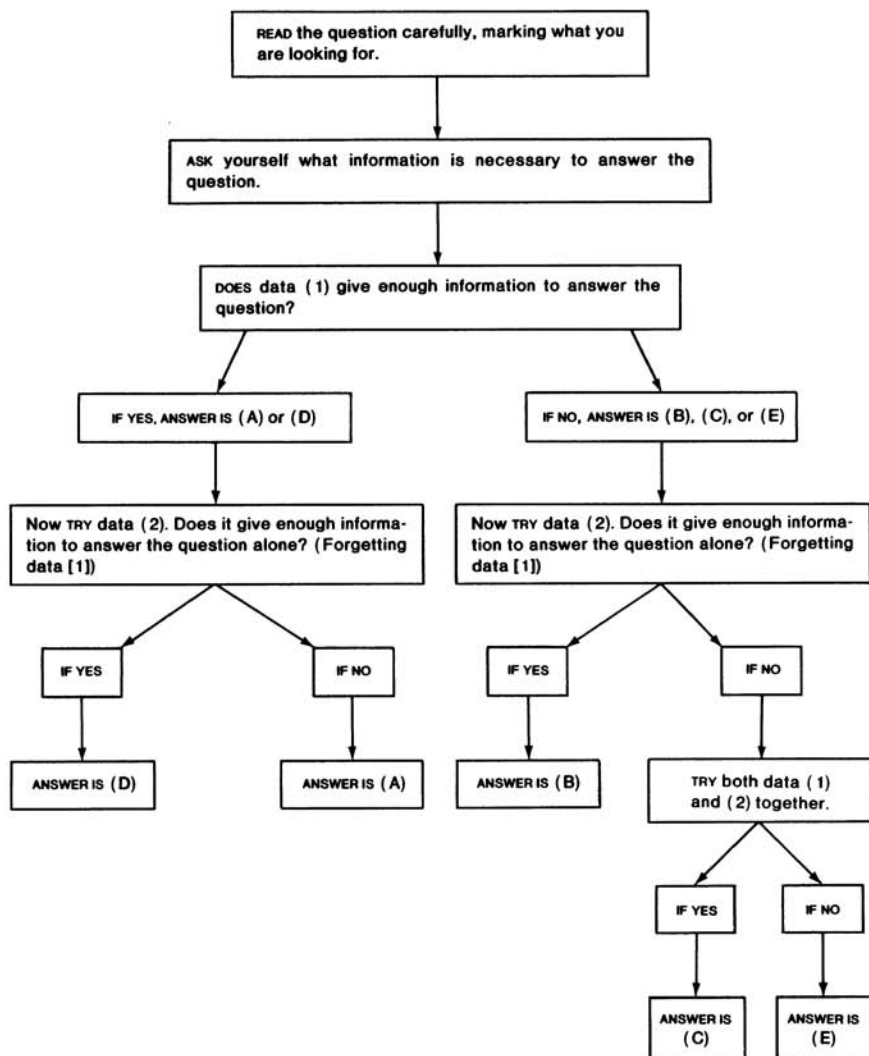 READ the question carefully, marking what you
are looking for.
ASK yourself what information is necessary to answer the
question.
DOES data (1) give enough information to answer the
question?
IF YES, ANSWER IS (A) or (D)
IF NO, ANSWER IS (B), (C), or (E)
Now TRY data (2). Does it give enough informa-
tion to answer the question alone? (Forgetting
data [1])
Now TRY data (2). Does it give enough informa-
tion to answer the question alone? (Forgetting
data [1])
IF YES
IF NO
IF YES
IF NO
ANSWER IS (D)
ANSWER IS (A)
ANSWER IS (B)
TRY both data (1)
and (2) together.
IF YES
IF NO
ANSWER IS
(C)
ANSWER IS
(E)